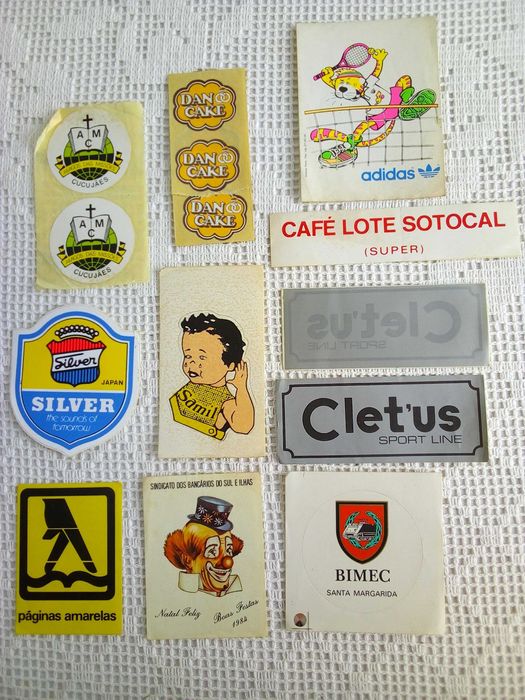 A M
Ç
CUCUJÃES
A M
Ç
CUCUJÃES
DAN
CAKE
DAN
CAKE
DAN
CAKE
adidas
CAFÉ LOTE SOTOCAL
(SUPER)
Clet'us
SPORT LINE
Clet'us
SPORT LINE
Silver
JAPAN
SILVER
the sounds of
tomorrow
Samil
páginas amarelas
SINDICATO DOS BANCÁRIOS DO SUL E ILHAS
Natal Feliz
Boas Festas
1984
BIMEC
SANTA MARGARIDA